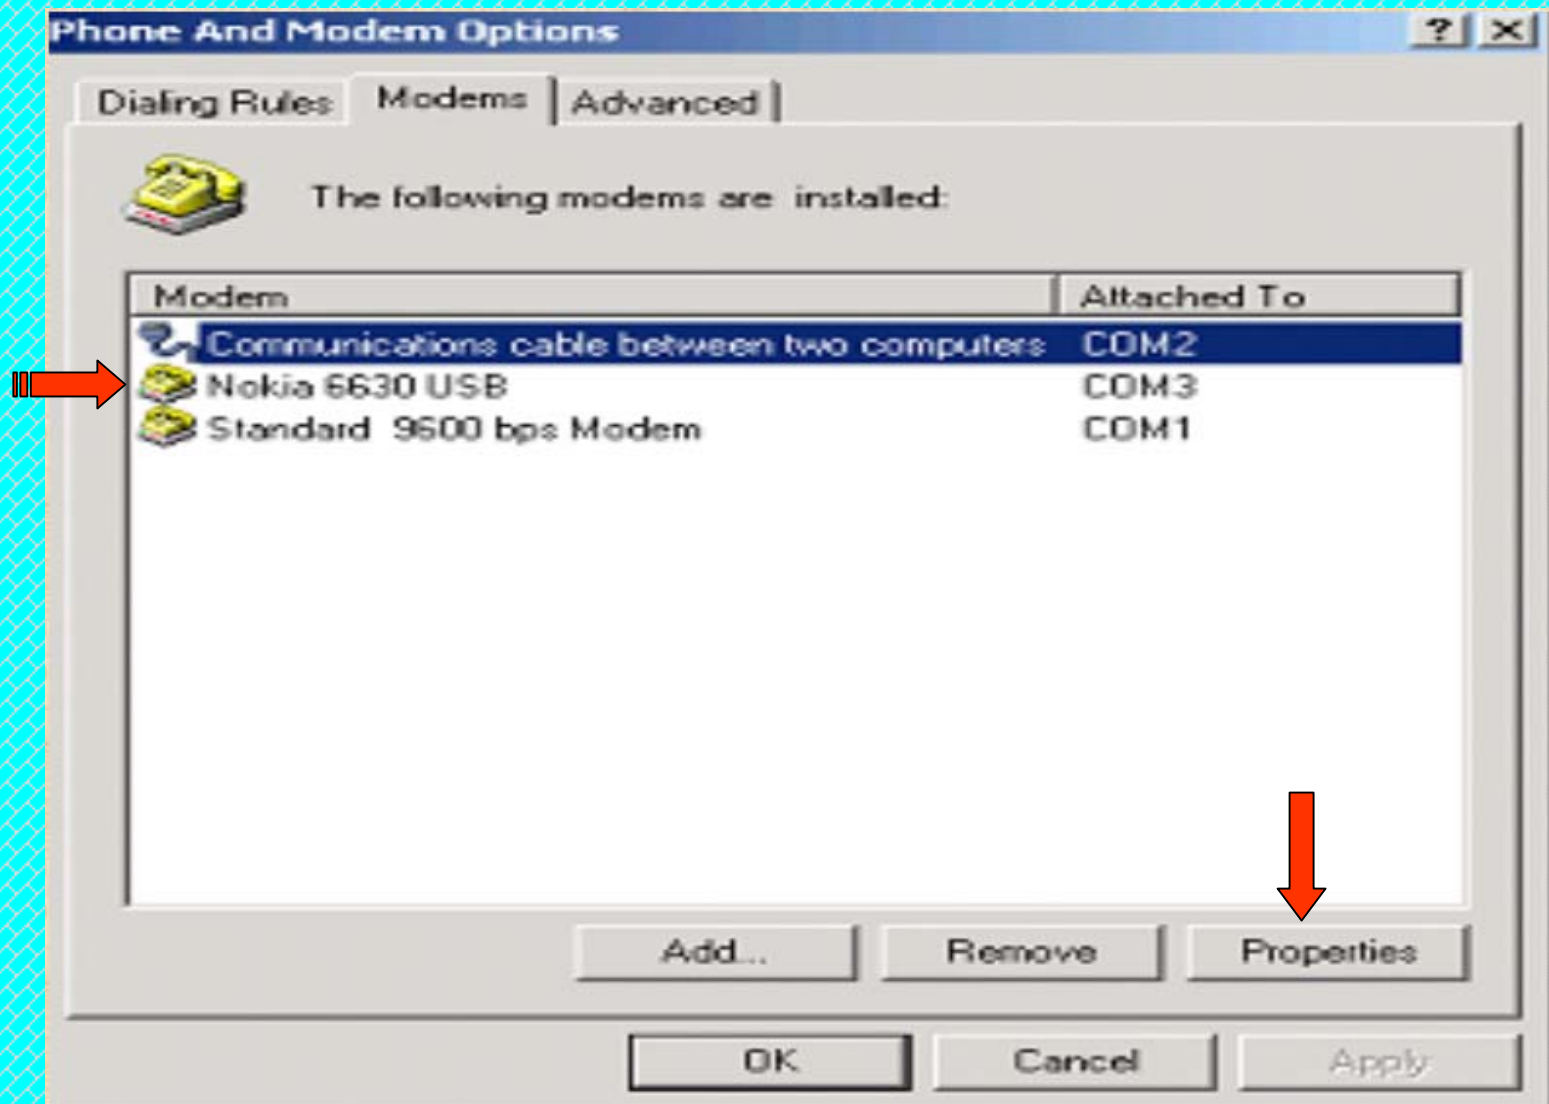 Phone And Modem Options
Dialing Rules Modems Advanced
The following modems are installed:
Modem Attached To
Communications cable between two computers COM2
Nokia 6630 USB COM3
Standard 9600 bps Modem COM1
Add... Remove Properties
OK Cancel Apply